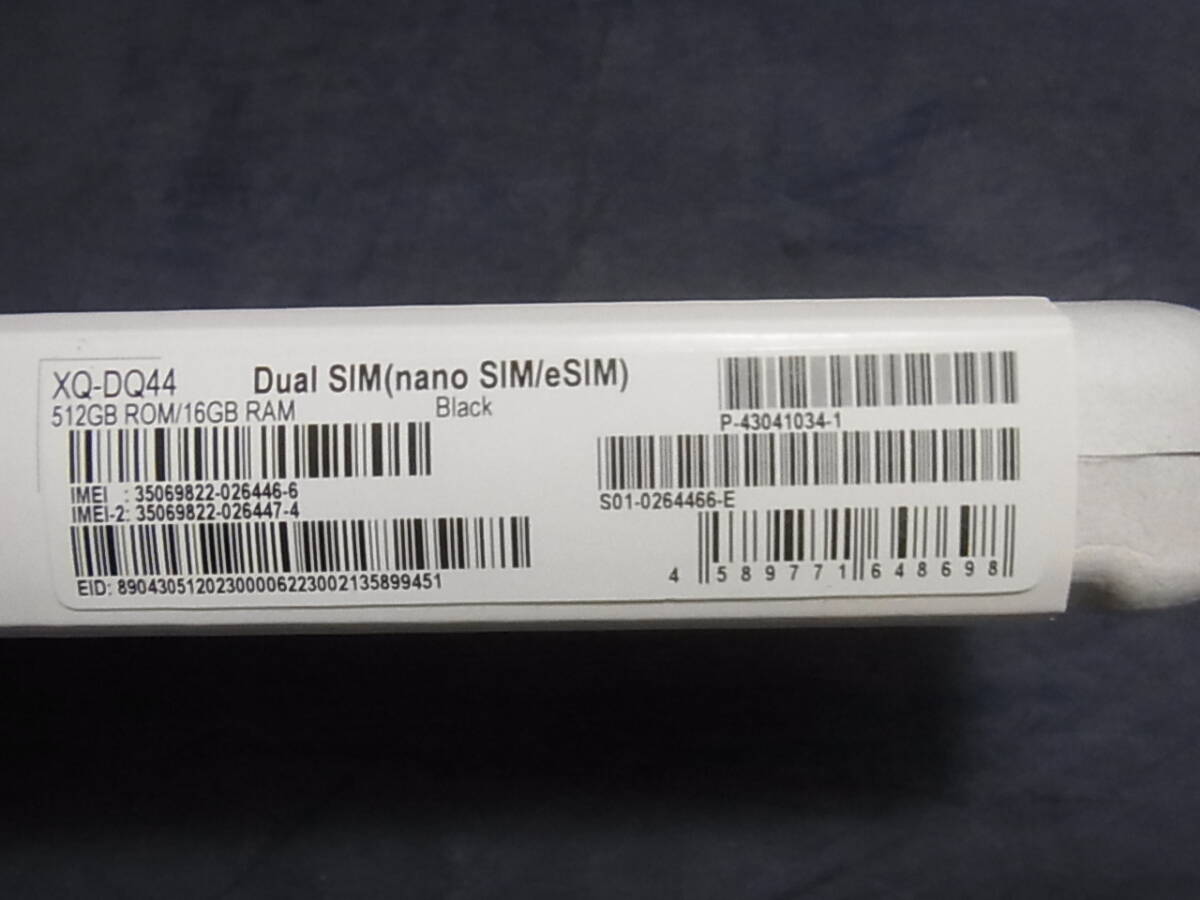 XQ-DQ44
Dual SIM(nano SIM/eSIM)
512GB ROM/16GB RAM
Black
P-43041034-1
IMEI : 35069822-026446-6
IMEI-2: 35069822-026447-4
S01-0264466-E
EID: 89043051202300006223002135899451
4 589771 648698